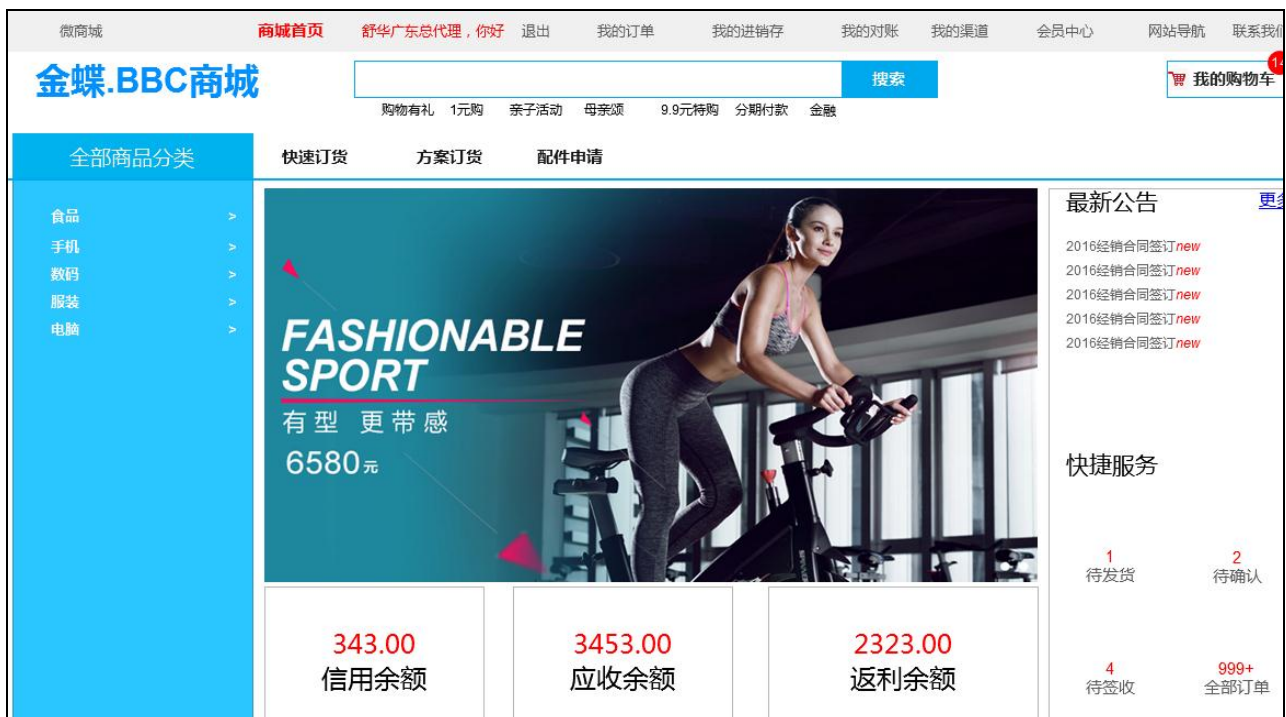 微商城 商城首页 舒华广东总代理，你好 退出 我的订单 我的进销存 我的对账 我的渠道 会员中心 网站导航 联系我们
金蝶.BBC商城
搜索
我的购物车 14
购物有礼 1元购 亲子活动 母亲颂 9.9元特购 分期付款 金融
全部商品分类 快速订货 方案订货 配件申请
食品 >
手机 >
数码 >
服装 >
电脑 >
FASHIONABLE
SPORT
有型 更带感
6580元
最新公告 更多
2016经销合同签订new
2016经销合同签订new
2016经销合同签订new
2016经销合同签订new
2016经销合同签订new
快捷服务
1 2
待发货 待确认
4 999+
待签收 全部订单
343.00 3453.00 2323.00
信用余额 应收余额 返利余额